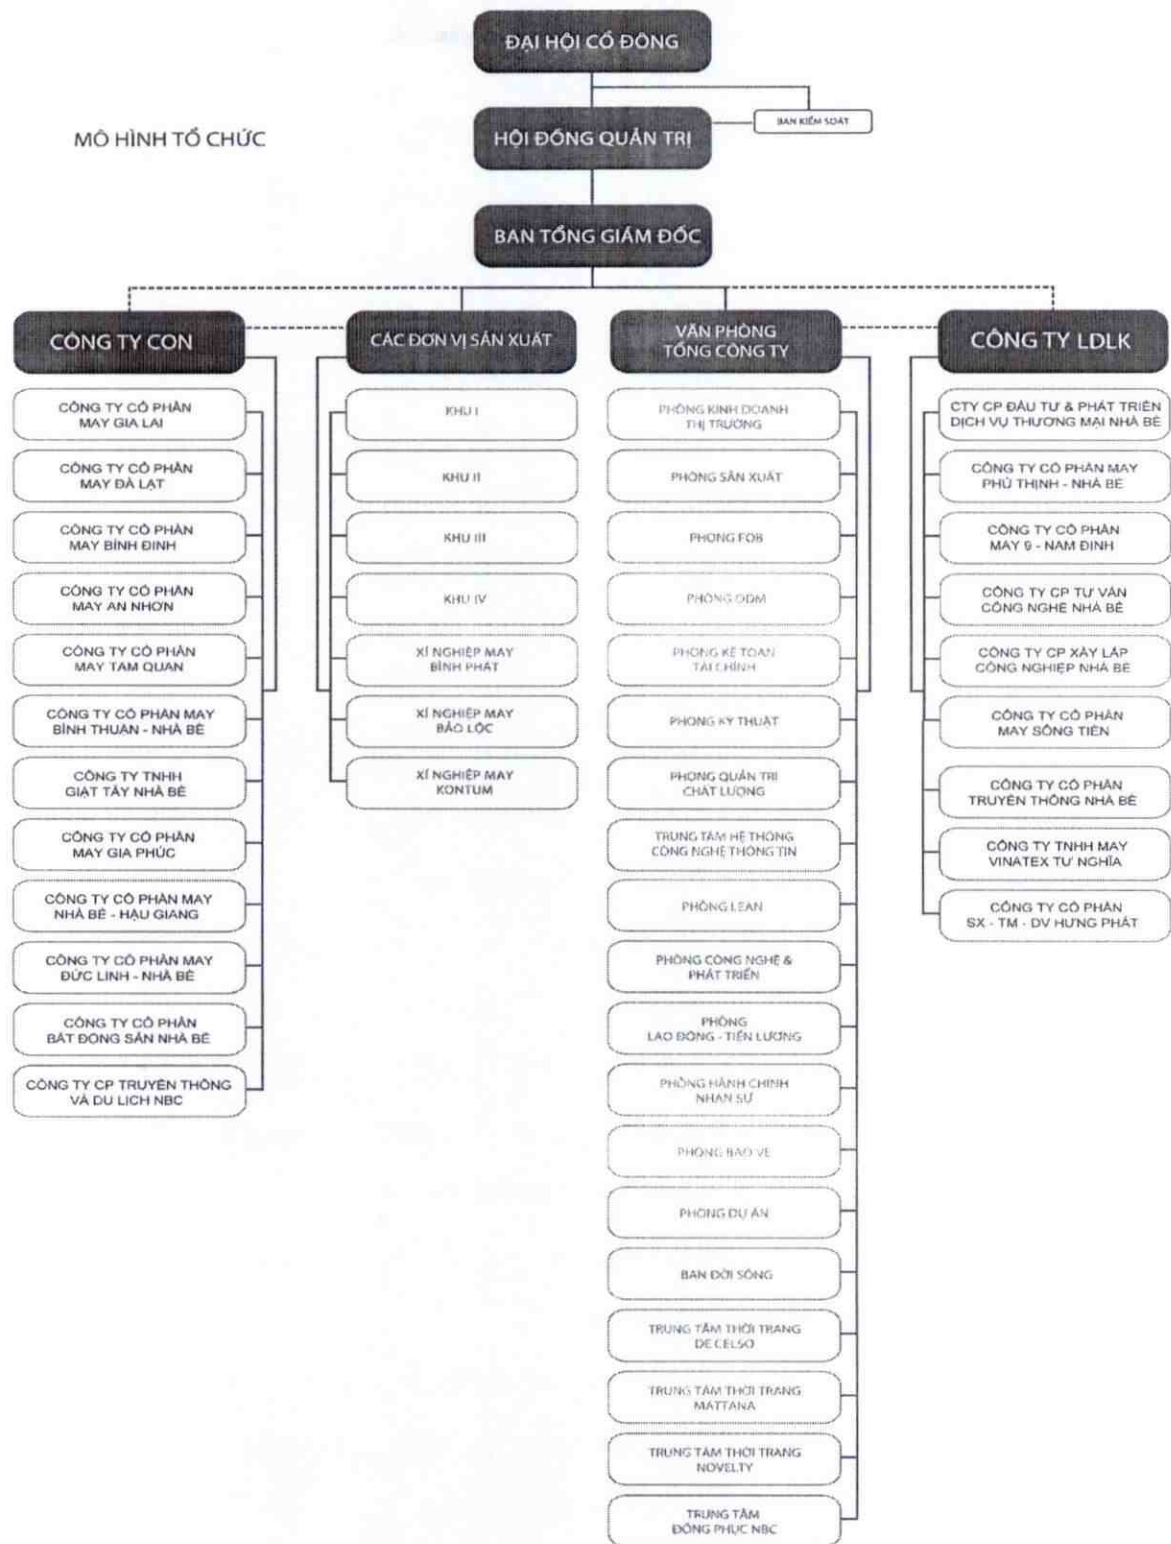 ĐẠI HỘI CỔ ĐÔNG
BAN KIỂM SOÁT
MÔ HÌNH TỔ CHỨC
HỘI ĐỒNG QUẢN TRỊ
BAN TỔNG GIÁM ĐỐC
CÔNG TY CON
CÔNG TY CỔ PHẦN
MAY GIA LAI
CÔNG TY CỔ PHẦN
MAY ĐÀ LẠT
CÔNG TY CỔ PHẦN
MAY BÌNH ĐỊNH
CÔNG TY CỔ PHẦN
MAY AN NHƠN
CÔNG TY CỔ PHẦN
MAY TAM QUAN
CÔNG TY CỔ PHẦN MAY
BÌNH THUẬN - NHÀ BÈ
CÔNG TY TNHH
GIẶT TẨY NHÀ BÈ
CÔNG TY CỔ PHẦN
MAY GIA PHÚC
CÔNG TY CỔ PHẦN MAY
NHÀ BÈ - HẬU GIANG
CÔNG TY CỔ PHẦN MAY
ĐỨC LINH - NHÀ BÈ
CÔNG TY CỔ PHẦN
BẤT ĐỘNG SẢN NHÀ BÈ
CÔNG TY CP TRUYỀN THÔNG
VÀ DU LỊCH NBC
CÁC ĐƠN VỊ SẢN XUẤT
KHU I
KHU II
KHU III
KHU IV
XÍ NGHIỆP MAY
BÌNH PHÁT
XÍ NGHIỆP MAY
BẢO LỘC
XÍ NGHIỆP MAY
KONTUM
VĂN PHÒNG
TỔNG CÔNG TY
PHÒNG KINH DOANH
THỊ TRƯỜNG
PHÒNG SẢN XUẤT
PHÒNG FOB
PHÒNG ODM
PHÒNG KẾ TOÁN
TÀI CHÍNH
PHÒNG KỸ THUẬT
PHÒNG QUẢN TRỊ
CHẤT LƯỢNG
TRUNG TÂM HỆ THỐNG
CÔNG NGHỆ THÔNG TIN
PHÒNG LEAN
PHÒNG CÔNG NGHỆ &
PHÁT TRIỂN
PHÒNG
LAO ĐỘNG - TIỀN LƯƠNG
PHÒNG HÀNH CHÍNH
NHÂN SỰ
PHÒNG BẢO VỆ
PHÒNG DỰ ÁN
BAN ĐỜI SỐNG
TRUNG TÂM THỜI TRANG
DE CELSO
TRUNG TÂM THỜI TRANG
MATTANA
TRUNG TÂM THỜI TRANG
NOVELTY
TRUNG TÂM
ĐỒNG PHỤC NBC
CÔNG TY LDLK
CTY CP ĐẦU TƯ & PHÁT TRIỂN
DỊCH VỤ THƯƠNG MẠI NHÀ BÈ
CÔNG TY CỔ PHẦN MAY
PHÚ THỊNH - NHÀ BÈ
CÔNG TY CỔ PHẦN
MAY 9 - NAM ĐỊNH
CÔNG TY CP TƯ VẤN
CÔNG NGHỆ NHÀ BÈ
CÔNG TY CP XÂY LẮP
CÔNG NGHIỆP NHÀ BÈ
CÔNG TY CỔ PHẦN
MAY SÔNG TIỀN
CÔNG TY CỔ PHẦN
TRUYỀN THÔNG NHÀ BÈ
CÔNG TY TNHH MAY
VINATEX TƯ NGHĨA
CÔNG TY CỔ PHẦN
SX - TM - DV HƯNG PHÁT